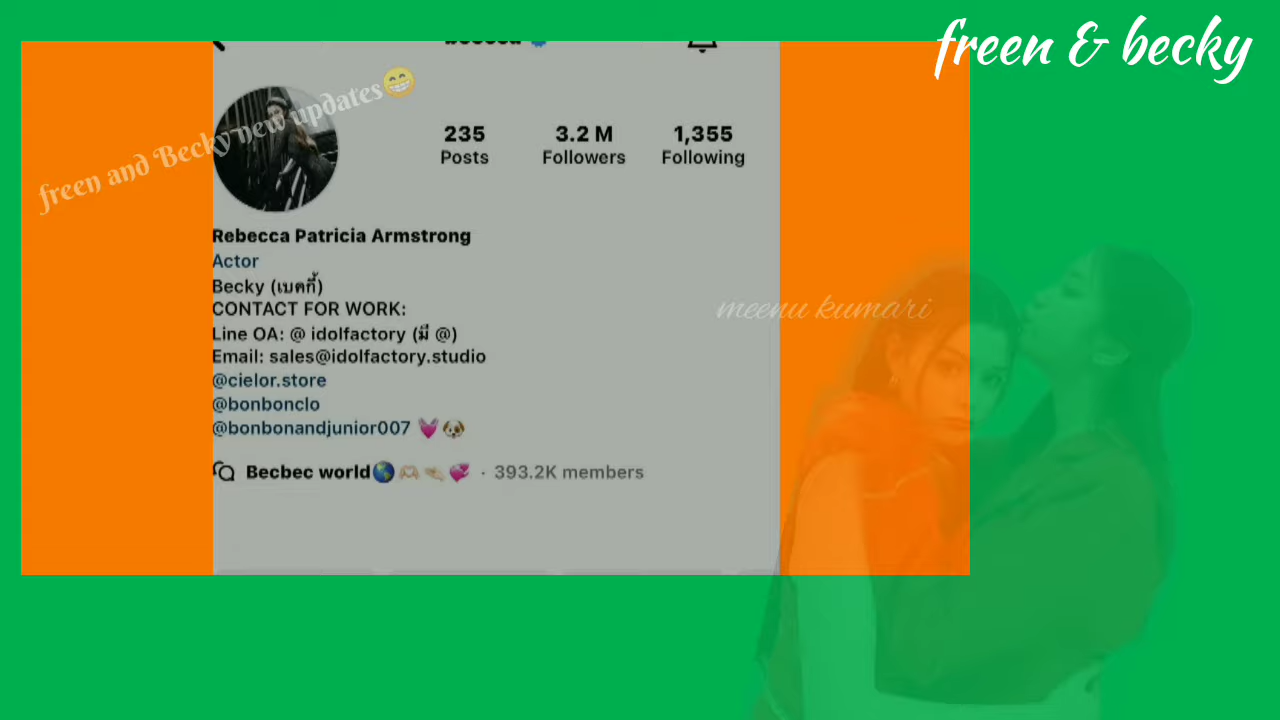 freen & becky
freen and Becky new updates😁
235 3.2 M 1,355
Posts Followers Following
Rebecca Patricia Armstrong
Actor
Becky (เบคกี้)
CONTACT FOR WORK:
Line OA: @ idolfactory (มี @)
Email: sales@idolfactory.studio
@cielor.store
@bonbonclo
@bonbonandjunior007 💓🐶
Becbec world🌎🫶🏻🤏🏻💞 · 393.2K members
meenu kumari